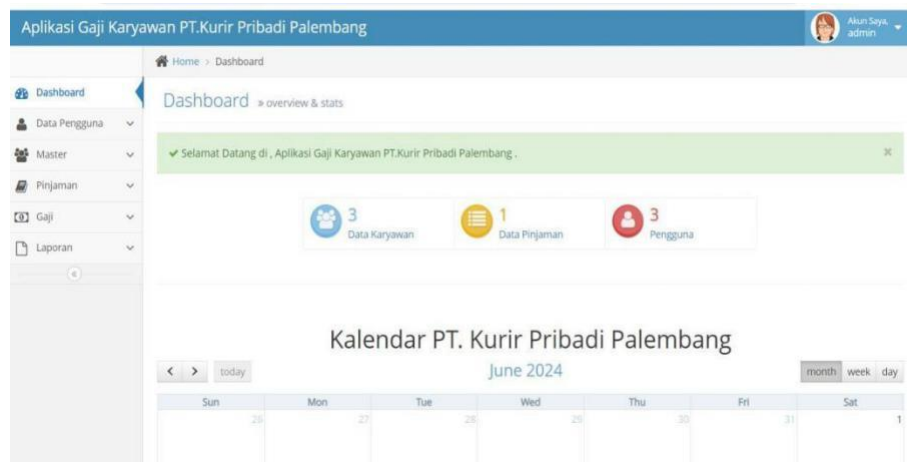 Aplikasi Gaji Karyawan PT.Kurir Pribadi Palembang
Akun Saya,
admin
Home > Dashboard
Dashboard
Data Pengguna
Master
Pinjaman
Gaji
Laporan
Dashboard » overview & stats
Selamat Datang di , Aplikasi Gaji Karyawan PT.Kurir Pribadi Palembang .
3
Data Karyawan
1
Data Pinjaman
3
Pengguna
Kalendar PT. Kurir Pribadi Palembang
today
June 2024
month week day
Sun Mon Tue Wed Thu Fri Sat
26 27 28 29 30 31 1